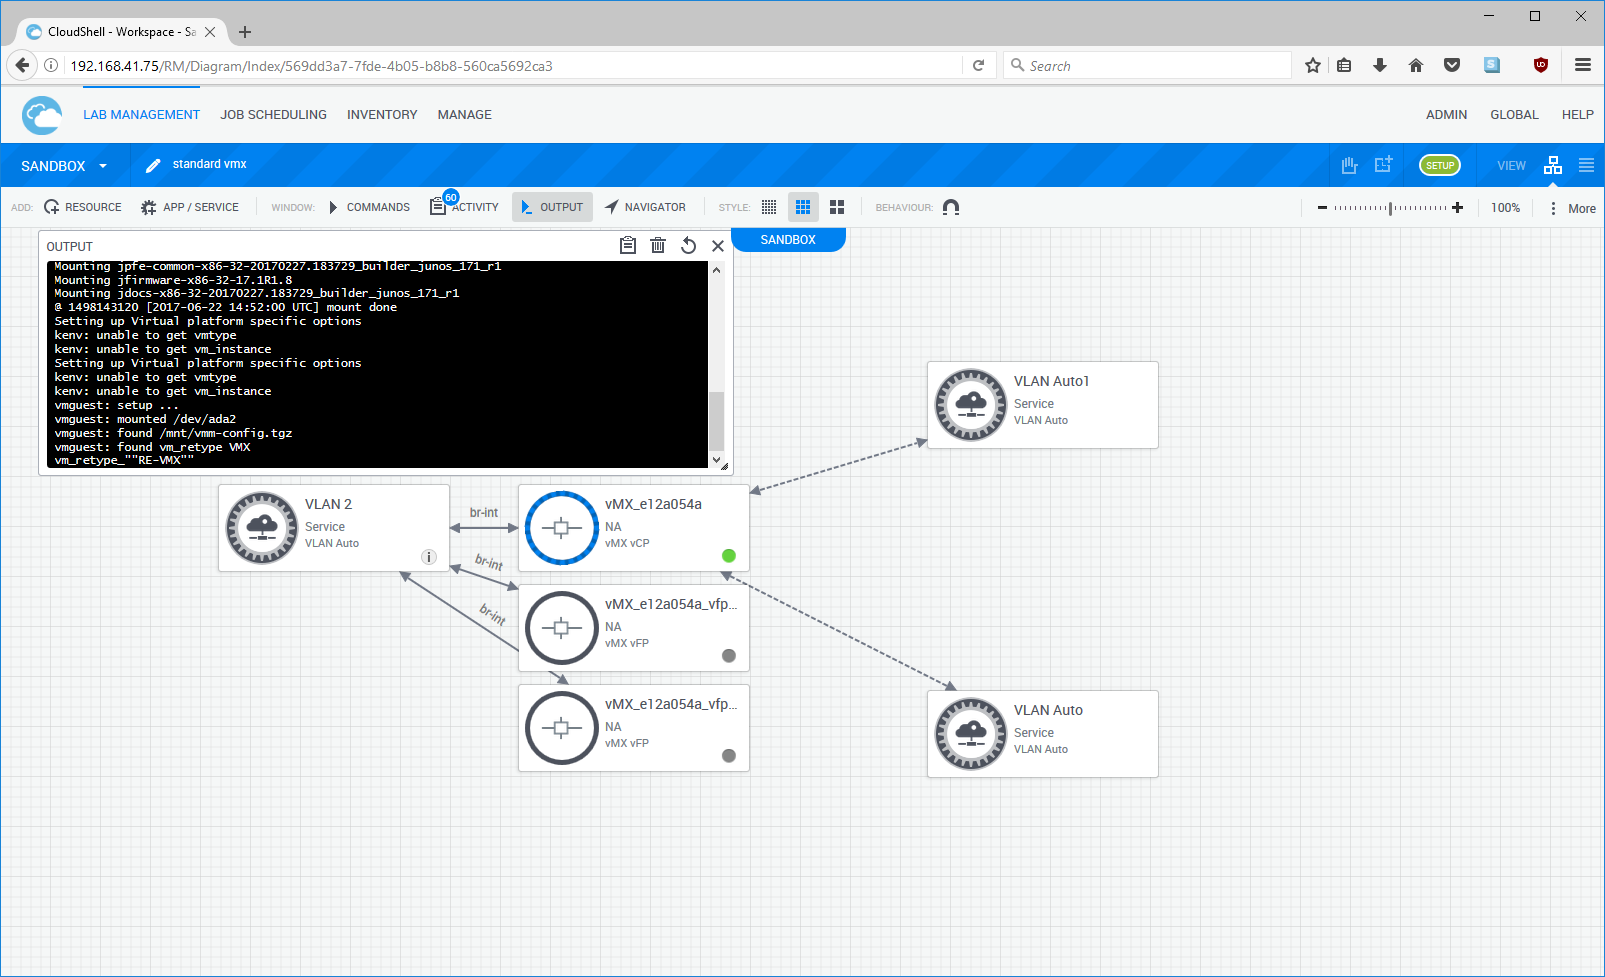 CloudShell - Workspace - Sa
192.168.41.75/RM/Diagram/Index/569dd3a7-7fde-4b05-b8b8-560ca5692ca3
Search
S
LAB MANAGEMENT JOB SCHEDULING INVENTORY MANAGE
ADMIN GLOBAL HELP
SANDBOX
standard vmx
SETUP
VIEW
ADD: RESOURCE APP / SERVICE WINDOW: COMMANDS 60 ACTIVITY OUTPUT NAVIGATOR STYLE: BEHAVIOUR: 100% More
OUTPUT
SANDBOX
Mounting jpfe-common-x86-32-20170227.183729_builder_junos_171_r1
Mounting jfirmware-x86-32-17.1R1.8
Mounting jdocs-x86-32-20170227.183729_builder_junos_171_r1
@ 1498143120 [2017-06-22 14:52:00 UTC] mount done
Setting up Virtual platform specific options
kenv: unable to get vmtype
kenv: unable to get vm_instance
Setting up Virtual platform specific options
kenv: unable to get vmtype
kenv: unable to get vm_instance
vmguest: setup ...
vmguest: mounted /dev/ada2
vmguest: found /mnt/vmm-config.tgz
vmguest: found vm_retype VMX
vm_retype_""RE-VMX""
VLAN Auto1
Service
VLAN Auto
VLAN 2
Service
VLAN Auto
br-int
br-int
br-int
vMX_e12a054a
NA
vMX vCP
vMX_e12a054a_vfp...
NA
vMX vFP
vMX_e12a054a_vfp...
NA
vMX vFP
VLAN Auto
Service
VLAN Auto